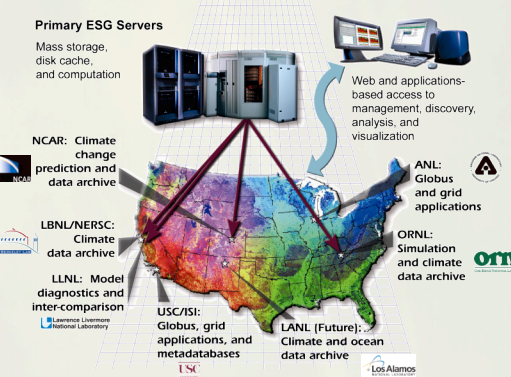 Primary ESG Servers
Mass storage,
disk cache,
and computation
Web and applications-
based access to
management, discovery,
analysis, and
visualization
NCAR: Climate
change
prediction and
data archive
NCAR
ANL:
Globus
and grid
applications
LBNL/NERSC:
Climate
data archive
ORNL:
Simulation
and climate
data archive
LLNL: Model
diagnostics and
inter-comparison
Lawrence Livermore
National Laboratory
USC/ISI:
Globus, grid
applications, and
metadatabases
USC
LANL (Future):
Climate and ocean
data archive
Los Alamos
NATIONAL LABORATORY